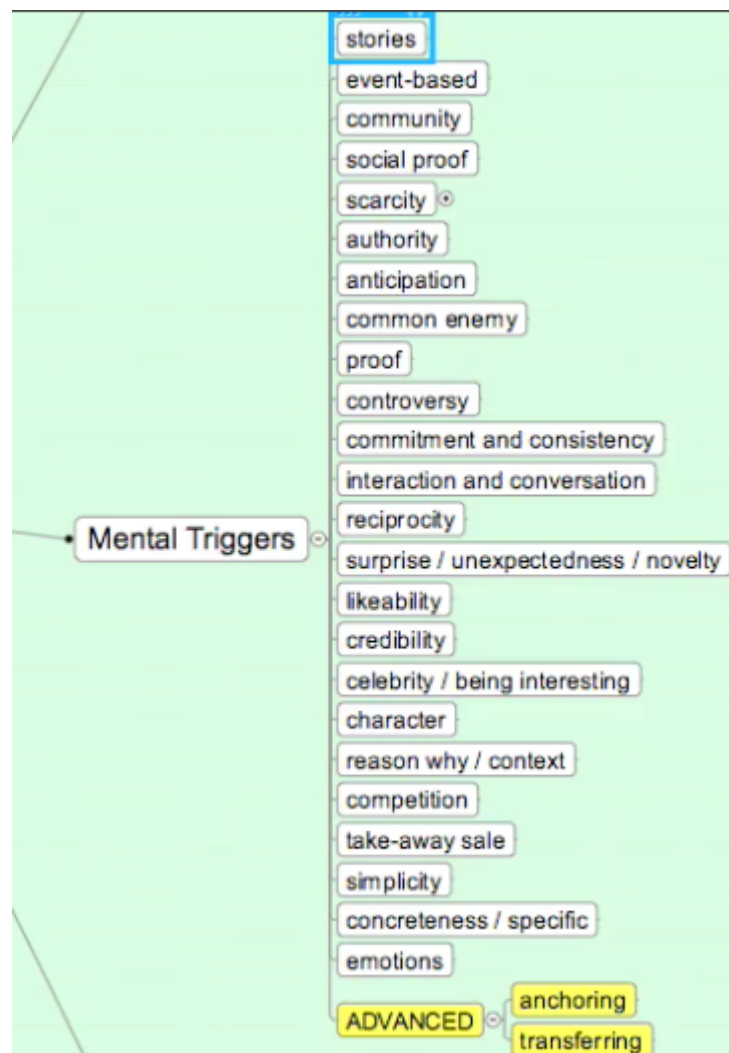 stories
event-based
community
social proof
scarcity
authority
anticipation
common enemy
proof
controversy
commitment and consistency
interaction and conversation
reciprocity
Mental Triggers
surprise / unexpectedness / novelty
likeability
credibility
celebrity / being interesting
character
reason why / context
competition
take-away sale
simplicity
concreteness / specific
emotions
ADVANCED
anchoring
transferring